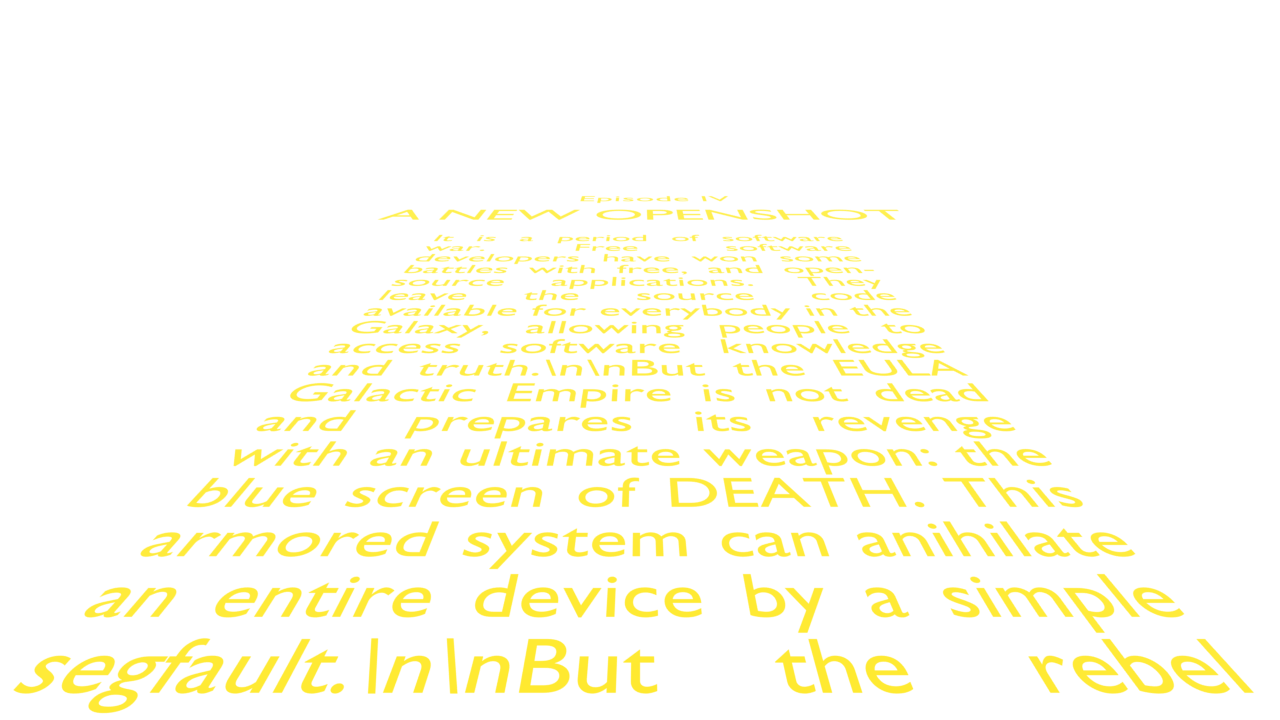 Episode IV
A NEW OPENSHOT
It is a period of software
war. Free software
developers have won some
battles with free, and open-
source applications. They
leave the source code
available for everybody in the
Galaxy, allowing people to
access software knowledge
and truth.\n\nBut the EULA
Galactic Empire is not dead
and prepares its revenge
with an ultimate weapon: the
blue screen of DEATH. This
armored system can anihilate
an entire device by a simple
segfault.\n\nBut the rebel